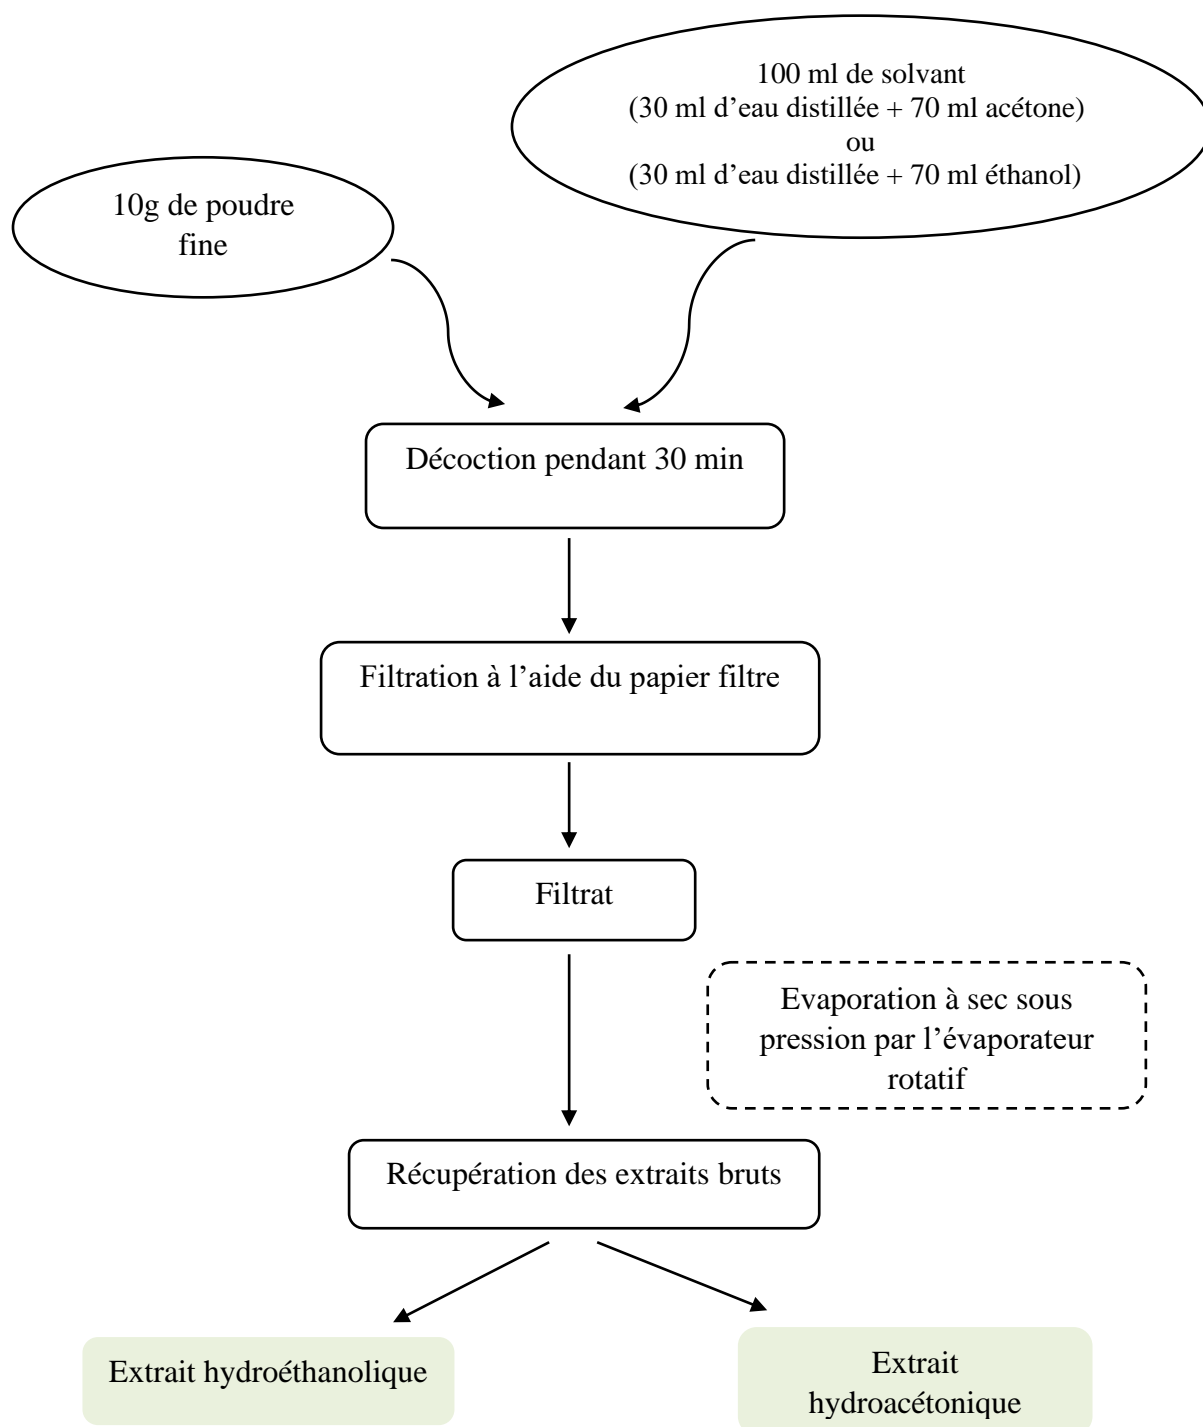 100 ml de solvant
(30 ml d’eau distillée + 70 ml acétone)
ou
(30 ml d’eau distillée + 70 ml éthanol)
10g de poudre
fine
Décoction pendant 30 min
Filtration à l’aide du papier filtre
Filtrat
Evaporation à sec sous
pression par l’évaporateur
rotatif
Récupération des extraits bruts
Extrait hydroéthanolique
Extrait
hydroacétonique